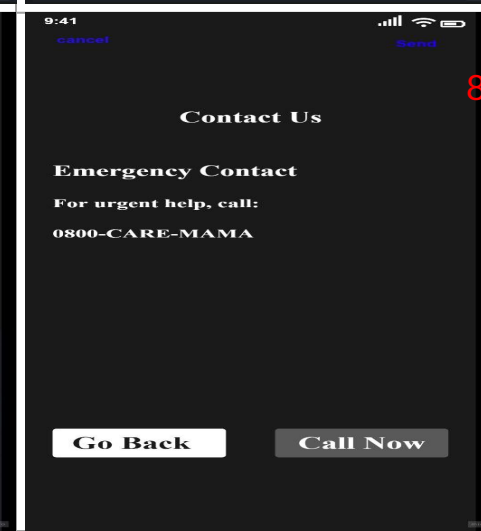 9:41
cancel
Send
8
Contact Us
Emergency Contact
For urgent help, call:
0800-CARE-MAMA
Go Back
Call Now